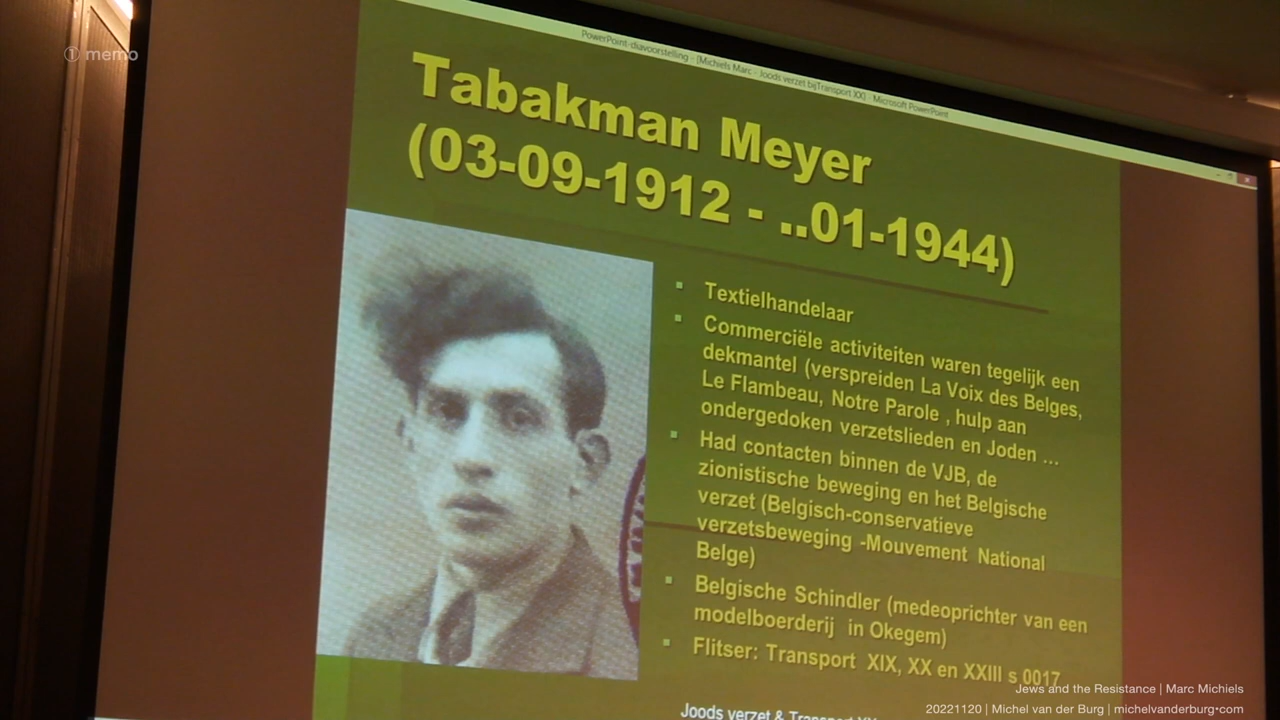 ① memo
PowerPoint-diavoorstelling - [Michiels Marc - Joods verzet bijTransport XX] - Microsoft PowerPoint
Tabakman Meyer
(03-09-1912 - ..01-1944)
Textielhandelaar
Commerciële activiteiten waren tegelijk een
dekmantel (verspreiden La Voix des Belges,
Le Flambeau, Notre Parole , hulp aan
ondergedoken verzetslieden en Joden ...
Had contacten binnen de VJB, de
zionistische beweging en het Belgische
verzet (Belgisch-conservatieve
verzetsbeweging -Mouvement National
Belge)
Belgische Schindler (medeoprichter van een
modelboerderij in Okegem)
Flitser: Transport XIX, XX en XXIII s 0017
Joods verzet & Transport XX
Jews and the Resistance | Marc Michiels
20221120 | Michel van der Burg | michelvanderburg•com